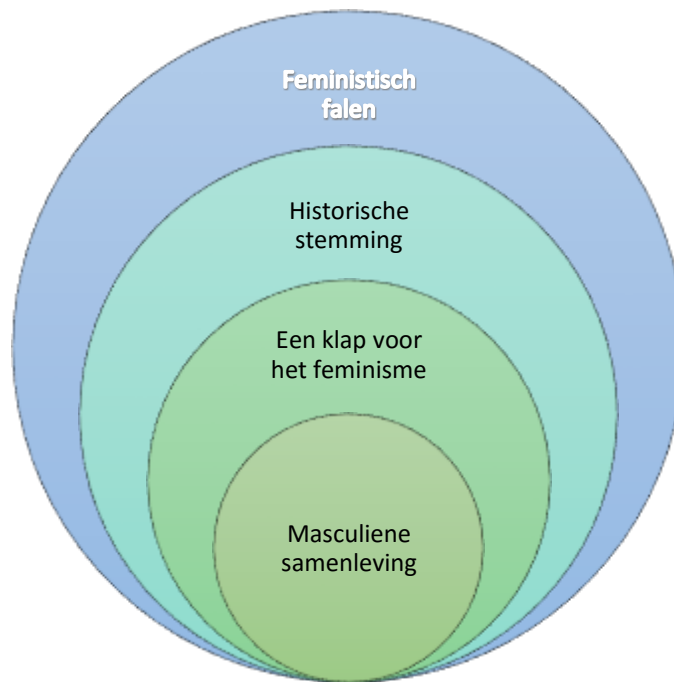 Feministisch
falen
Historische
stemming
Een klap voor
het feminisme
Masculiene
samenleving